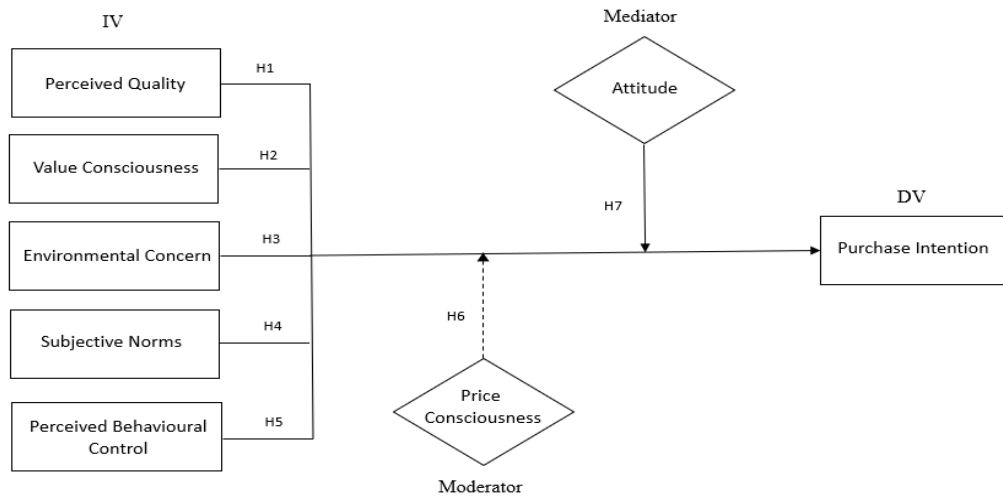 IV
Perceived Quality
H1
Value Consciousness
H2
Environmental Concern
H3
Subjective Norms
H4
Perceived Behavioural
Control
H5
Mediator
Attitude
H7
H6
Price
Consciousness
Moderator
DV
Purchase Intention